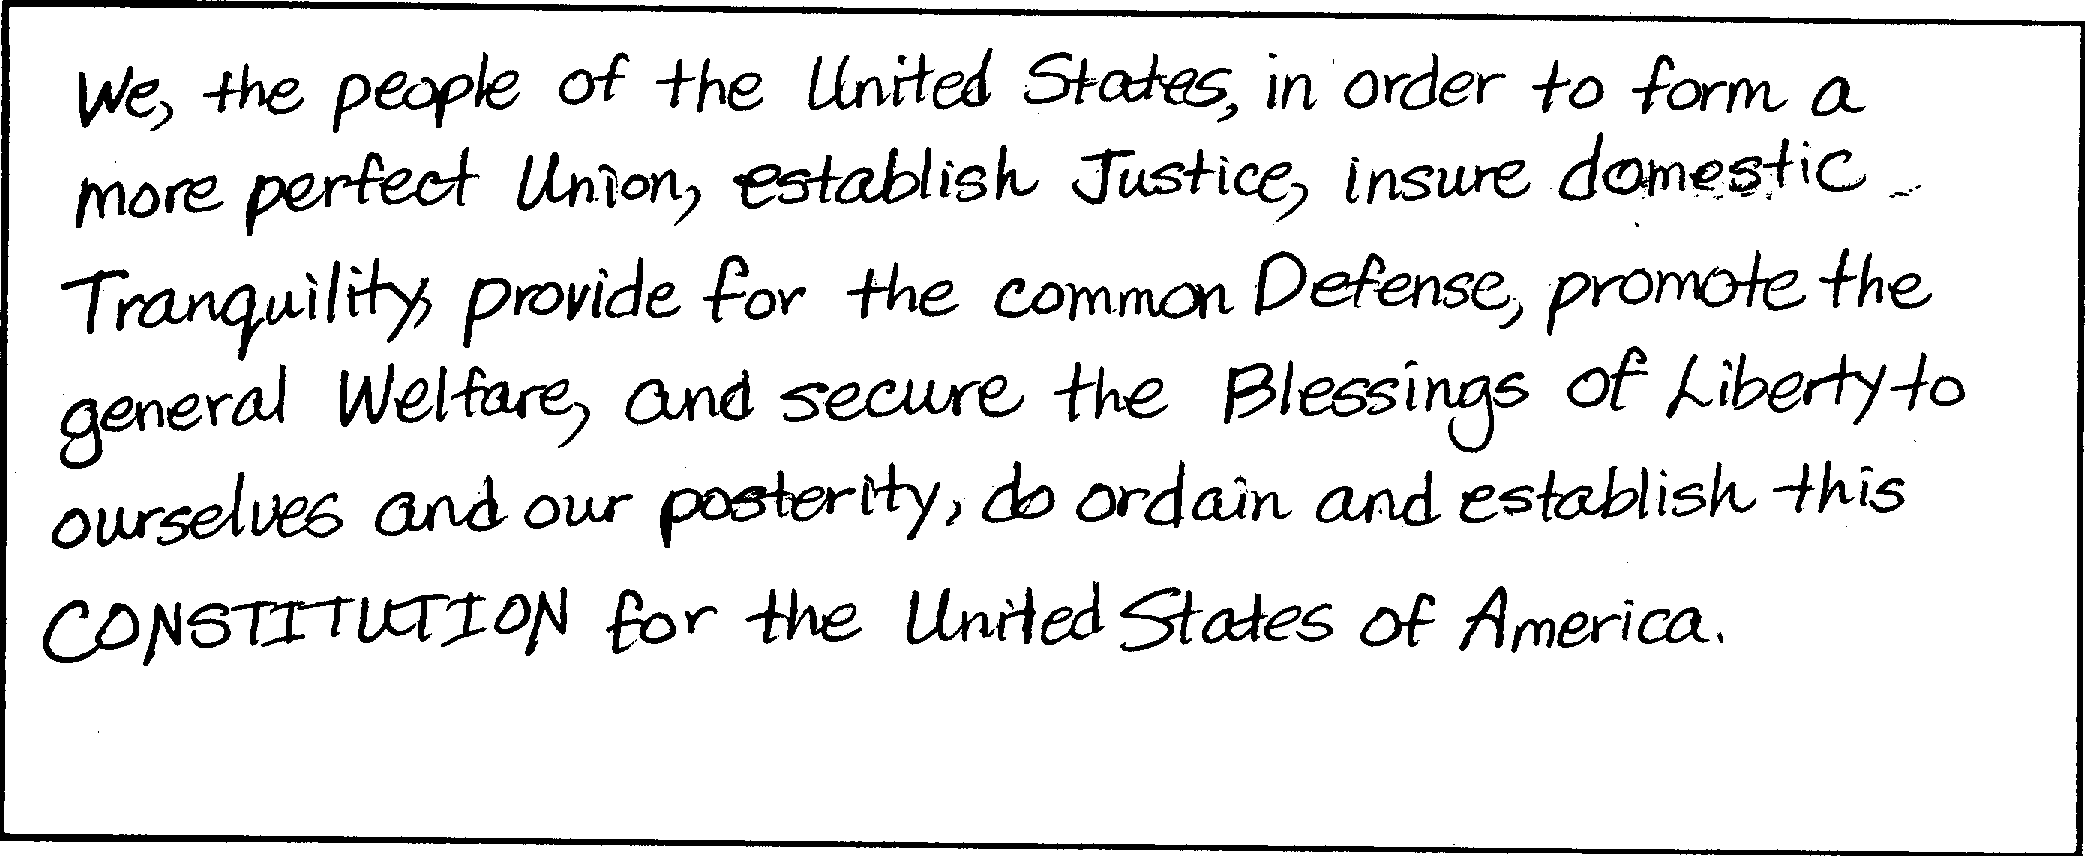 We, the people of the United States, in order to form a
more perfect Union, establish Justice, insure domestic
Tranquility, provide for the common Defense, promote the
general Welfare, and secure the Blessings of Liberty to
ourselves and our posterity, do ordain and establish this
CONSTITUTION for the United States of America.